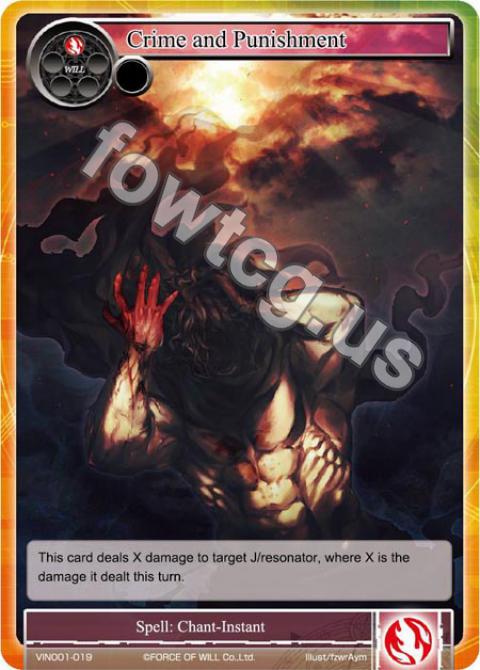 Crime and Punishment
WILL
fowtcg.us
This card deals X damage to target J/resonator, where X is the
damage it dealt this turn.
Spell: Chant-Instant
VIN001-019 ©FORCE OF WILL Co.,Ltd. Illust/fzwrAym